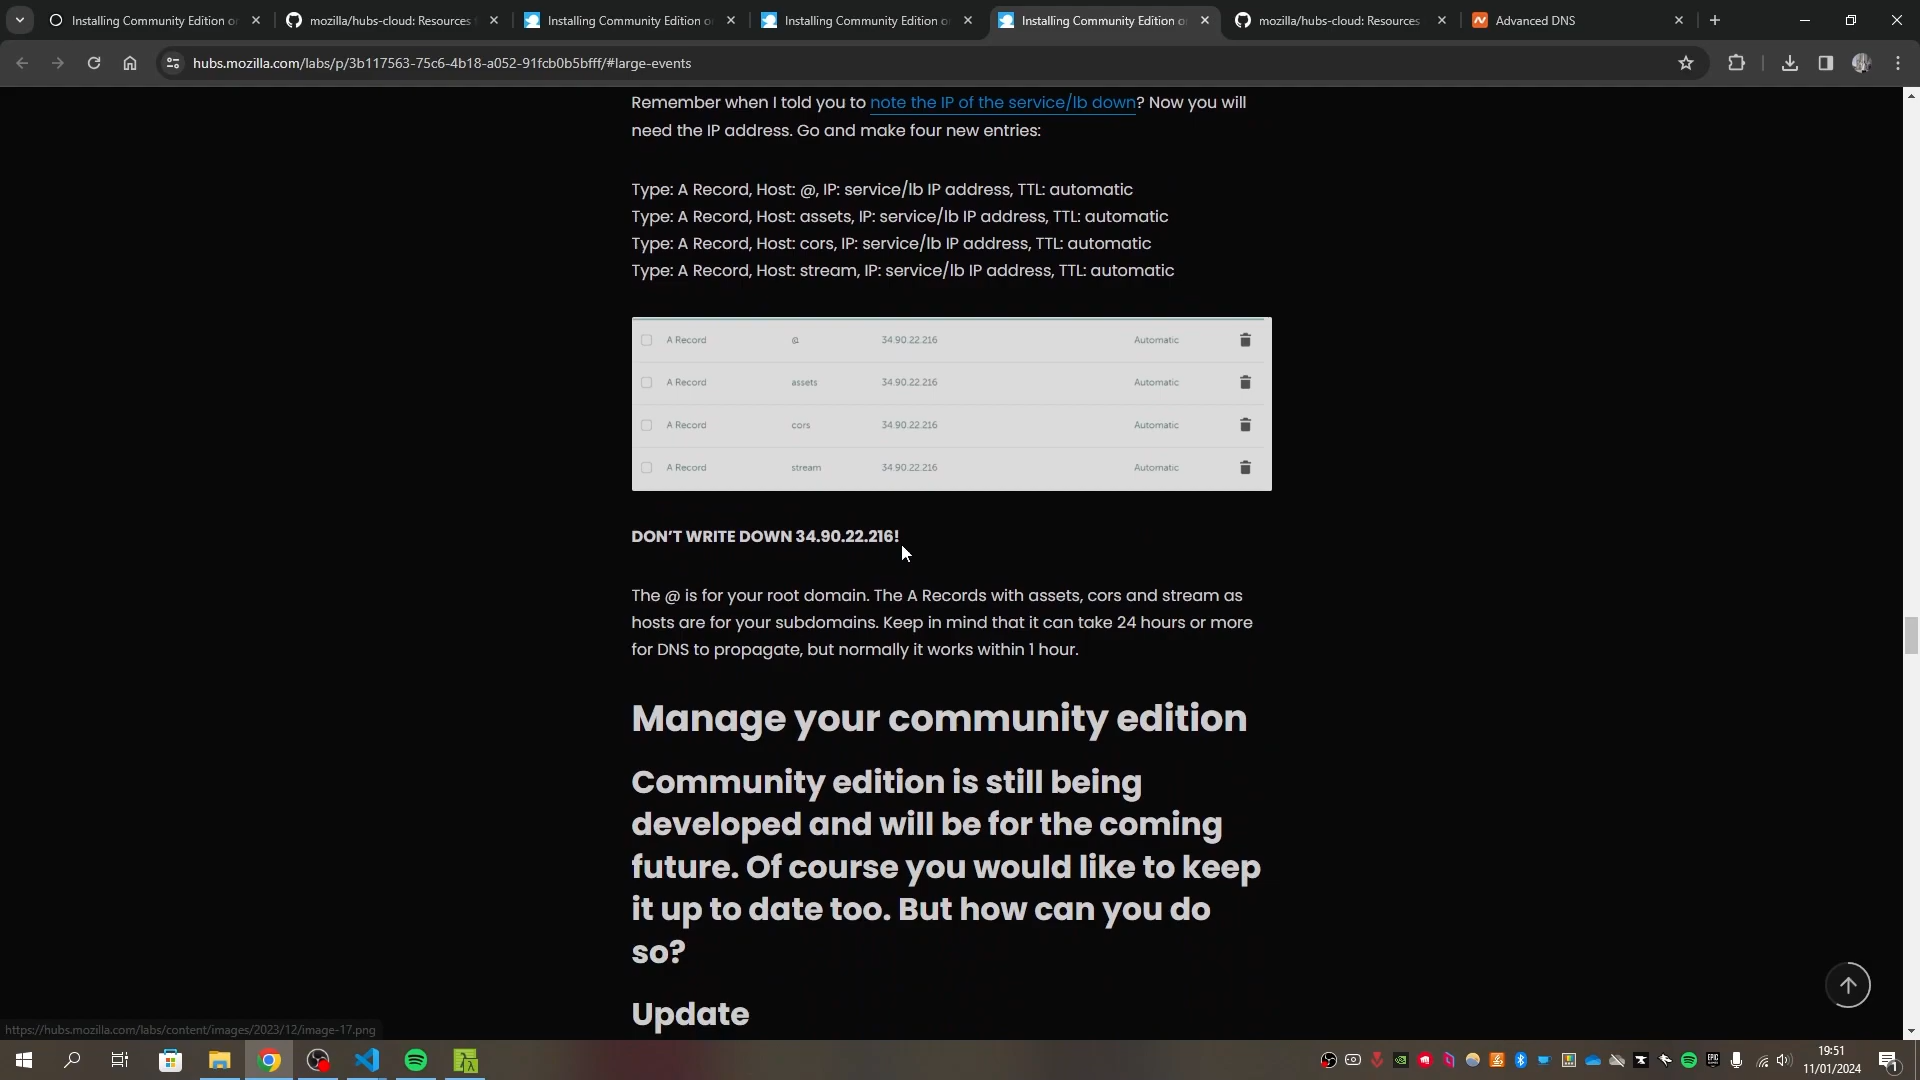 Installing Community Edition o
mozilla/hubs-cloud: Resources
Installing Community Edition o
Installing Community Edition o
Installing Community Edition o
mozilla/hubs-cloud: Resources
Advanced DNS
hubs.mozilla.com/labs/p/3b117563-75c6-4b18-a052-91fcb0b5bfff/#large-events
Remember when I told you to note the IP of the service/lb down? Now you will
need the IP address. Go and make four new entries:
Type: A Record, Host: @, IP: service/lb IP address, TTL: automatic
Type: A Record, Host: assets, IP: service/lb IP address, TTL: automatic
Type: A Record, Host: cors, IP: service/lb IP address, TTL: automatic
Type: A Record, Host: stream, IP: service/lb IP address, TTL: automatic
A Record @ 34.90.22.216 Automatic
A Record assets 34.90.22.216 Automatic
A Record cors 34.90.22.216 Automatic
A Record stream 34.90.22.216 Automatic
DON'T WRITE DOWN 34.90.22.216!
The @ is for your root domain. The A Records with assets, cors and stream as
hosts are for your subdomains. Keep in mind that it can take 24 hours or more
for DNS to propagate, but normally it works within 1 hour.
Manage your community edition
Community edition is still being
developed and will be for the coming
future. Of course you would like to keep
it up to date too. But how can you do
so?
Update
https://hubs.mozilla.com/labs/content/images/2023/12/image-17.png
19:51
11/01/2024